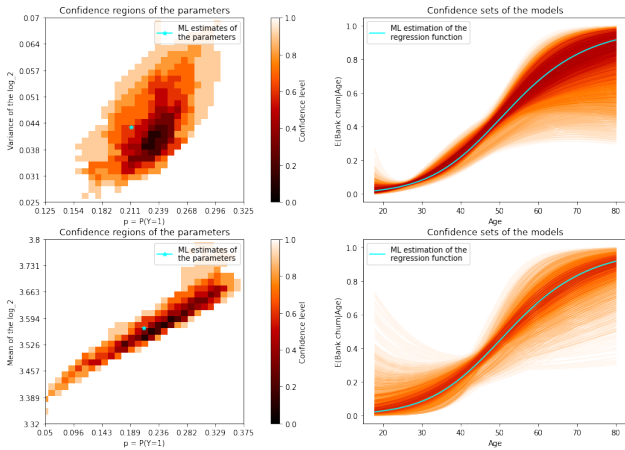 Confidence regions of the parameters
ML estimates of
the parameters
Variance of the log_2
0.07
0.064
0.057
0.051
0.044
0.038
0.031
0.025
0.125 0.154 0.182 0.211 0.239 0.268 0.296 0.325
p = P(Y=1)
1.0
0.8
0.6
0.4
0.2
0.0
Confidence level
Confidence sets of the models
ML estimation of the
regression function
E(Bank churn|Age)
1.0
0.8
0.6
0.4
0.2
0.0
20 30 40 50 60 70 80
Age
Confidence regions of the parameters
ML estimates of
the parameters
Mean of the log_2
3.8
3.731
3.663
3.594
3.526
3.457
3.389
3.32
0.05 0.096 0.143 0.189 0.236 0.282 0.329 0.375
p = P(Y=1)
1.0
0.8
0.6
0.4
0.2
0.0
Confidence level
Confidence sets of the models
ML estimation of the
regression function
E(Bank churn|Age)
1.0
0.8
0.6
0.4
0.2
0.0
20 30 40 50 60 70 80
Age